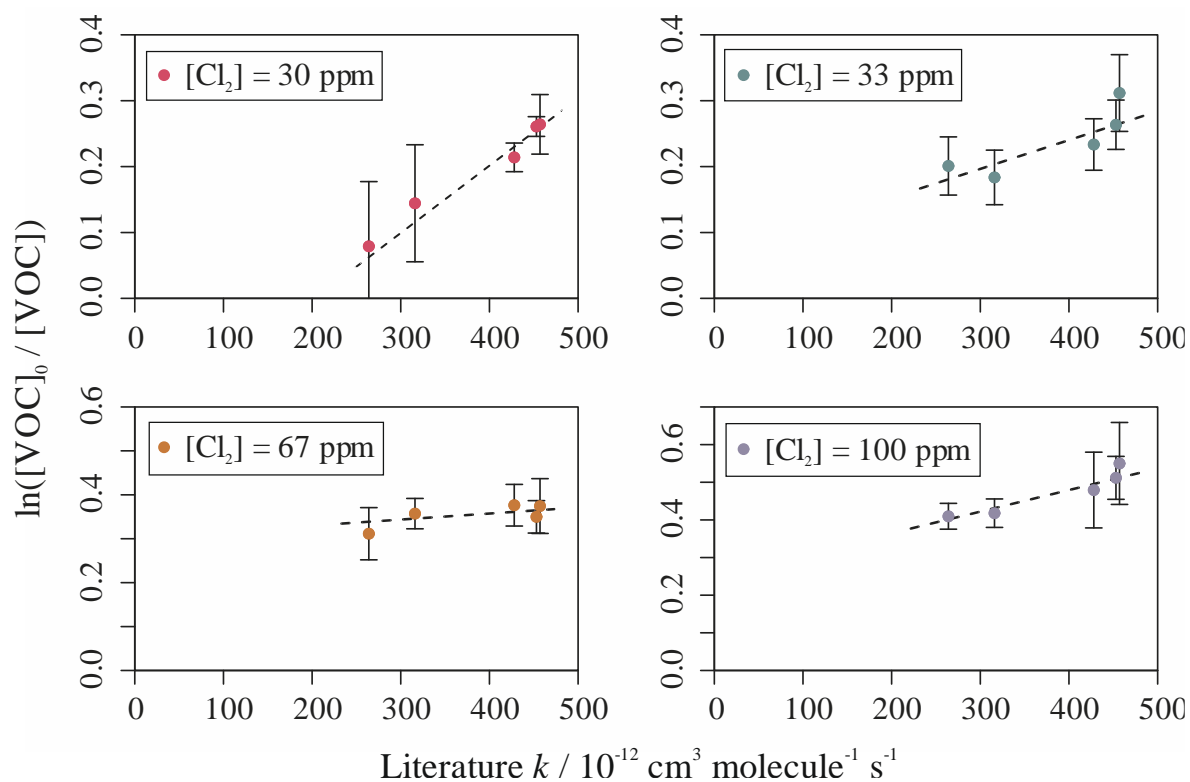 [Cl₂] = 30 ppm
0.0 0.1 0.2 0.3 0.4
0 100 200 300 400 500
[Cl₂] = 33 ppm
0.0 0.1 0.2 0.3 0.4
0 100 200 300 400 500
ln([VOC]₀ / [VOC])
[Cl₂] = 67 ppm
0.0 0.2 0.4 0.6
0 100 200 300 400 500
[Cl₂] = 100 ppm
0.0 0.2 0.4 0.6
0 100 200 300 400 500
Literature k / 10⁻¹² cm³ molecule⁻¹ s⁻¹